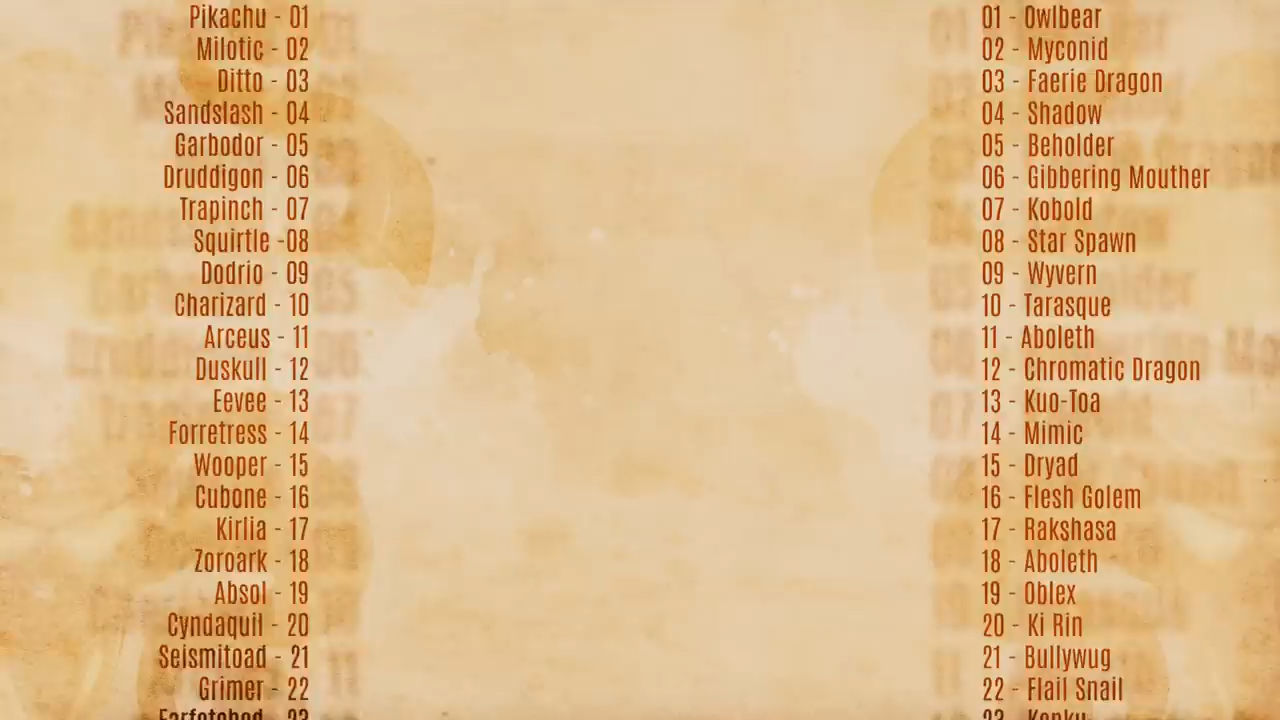 Pikachu - 01
Milotic - 02
Ditto - 03
Sandslash - 04
Garbodor - 05
Druddigon - 06
Trapinch - 07
Squirtle -08
Dodrio - 09
Charizard - 10
Arceus - 11
Duskull - 12
Eevee - 13
Forretress - 14
Wooper - 15
Cubone - 16
Kirlia - 17
Zoroark - 18
Absol - 19
Cyndaquil - 20
Seismitoad - 21
Grimer - 22
01 - Owlbear
02 - Myconid
03 - Faerie Dragon
04 - Shadow
05 - Beholder
06 - Gibbering Mouther
07 - Kobold
08 - Star Spawn
09 - Wyvern
10 - Tarasque
11 - Aboleth
12 - Chromatic Dragon
13 - Kuo-Toa
14 - Mimic
15 - Dryad
16 - Flesh Golem
17 - Rakshasa
18 - Aboleth
19 - Oblex
20 - Ki Rin
21 - Bullywug
22 - Flail Snail